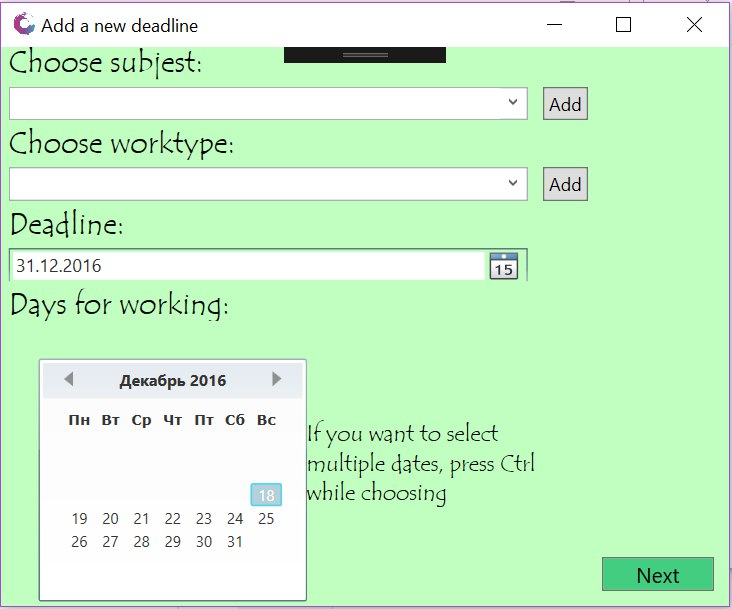 Add a new deadline
Choose subjest:
Add
Choose worktype:
Add
Deadline:
31.12.2016
15
Days for working:
Декабрь 2016
Пн Вт Ср Чт Пт Сб Вс
18
19 20 21 22 23 24 25
26 27 28 29 30 31
If you want to select
multiple dates, press Ctrl
while choosing
Next